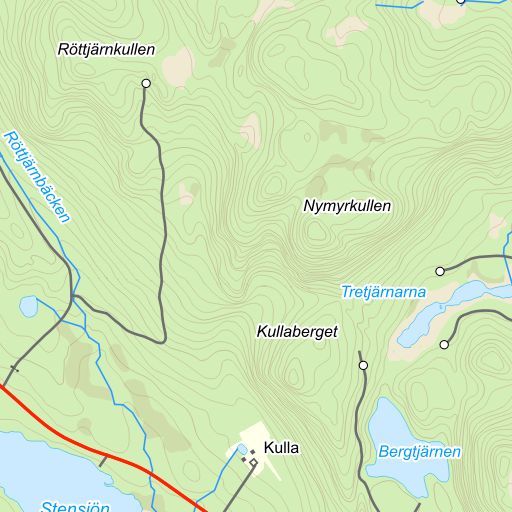 Röttjärnkullen
Röttjärnbäcken
Nymyrkullen
Tretjärnarna
Kullaberget
Kulla
Bergtjärnen
Stensjön